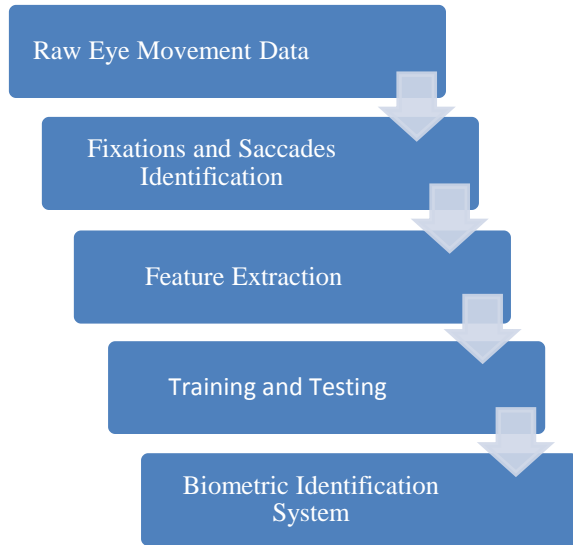 Raw Eye Movement Data
Fixations and Saccades
Identification
Feature Extraction
Training and Testing
Biometric Identification
System